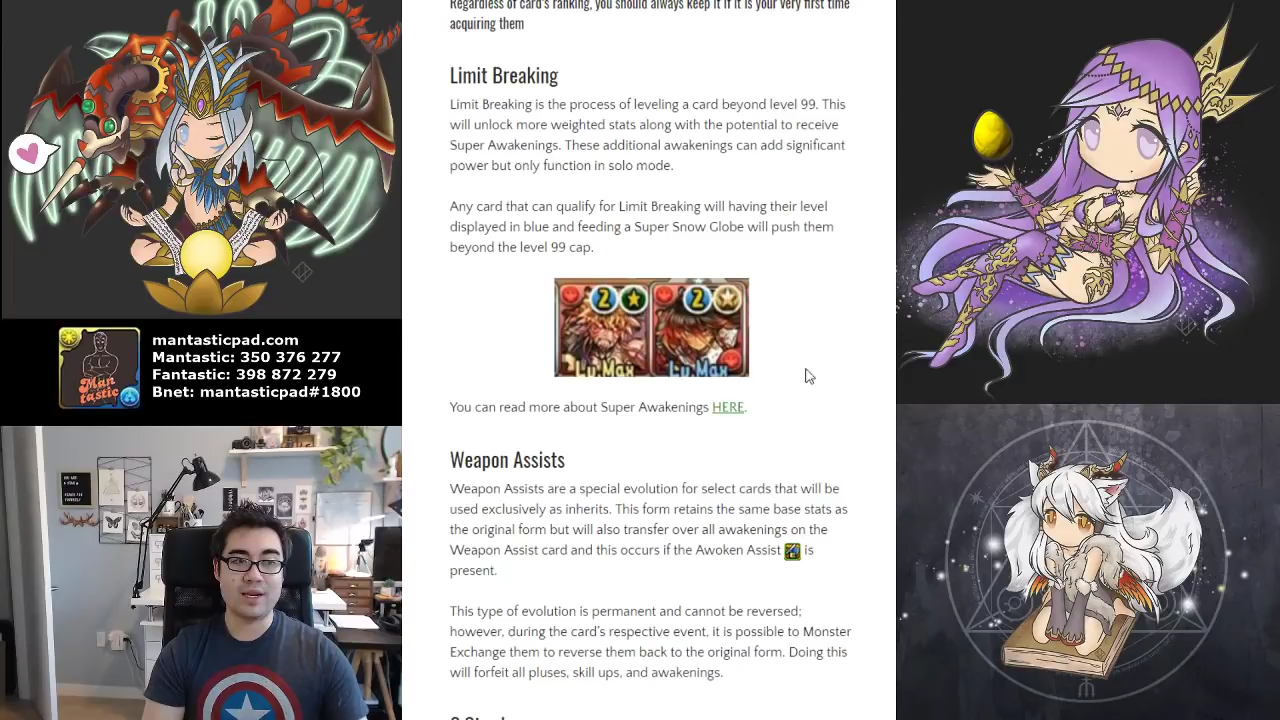 Regardless of card's ranking, you should always keep it if it is your very first time
acquiring them
Limit Breaking
Limit Breaking is the process of leveling a card beyond level 99. This
will unlock more weighted stats along with the potential to receive
Super Awakenings. These additional awakenings can add significant
power but only function in solo mode.
Any card that can qualify for Limit Breaking will having their level
displayed in blue and feeding a Super Snow Globe will push them
beyond the level 99 cap.
2
2
Lv.Max
Lv.Max
You can read more about Super Awakenings HERE.
Weapon Assists
Weapon Assists are a special evolution for select cards that will be
used exclusively as inherits. This form retains the same base stats as
the original form but will also transfer over all awakenings on the
Weapon Assist card and this occurs if the Awoken Assist is
present.
This type of evolution is permanent and cannot be reversed;
however, during the card's respective event, it is possible to Monster
Exchange them to reverse them back to the original form. Doing this
will forfeit all pluses, skill ups, and awakenings.
Man
tastic
mantasticpad.com
Mantastic: 350 376 277
Fantastic: 398 872 279
Bnet: mantasticpad#1800